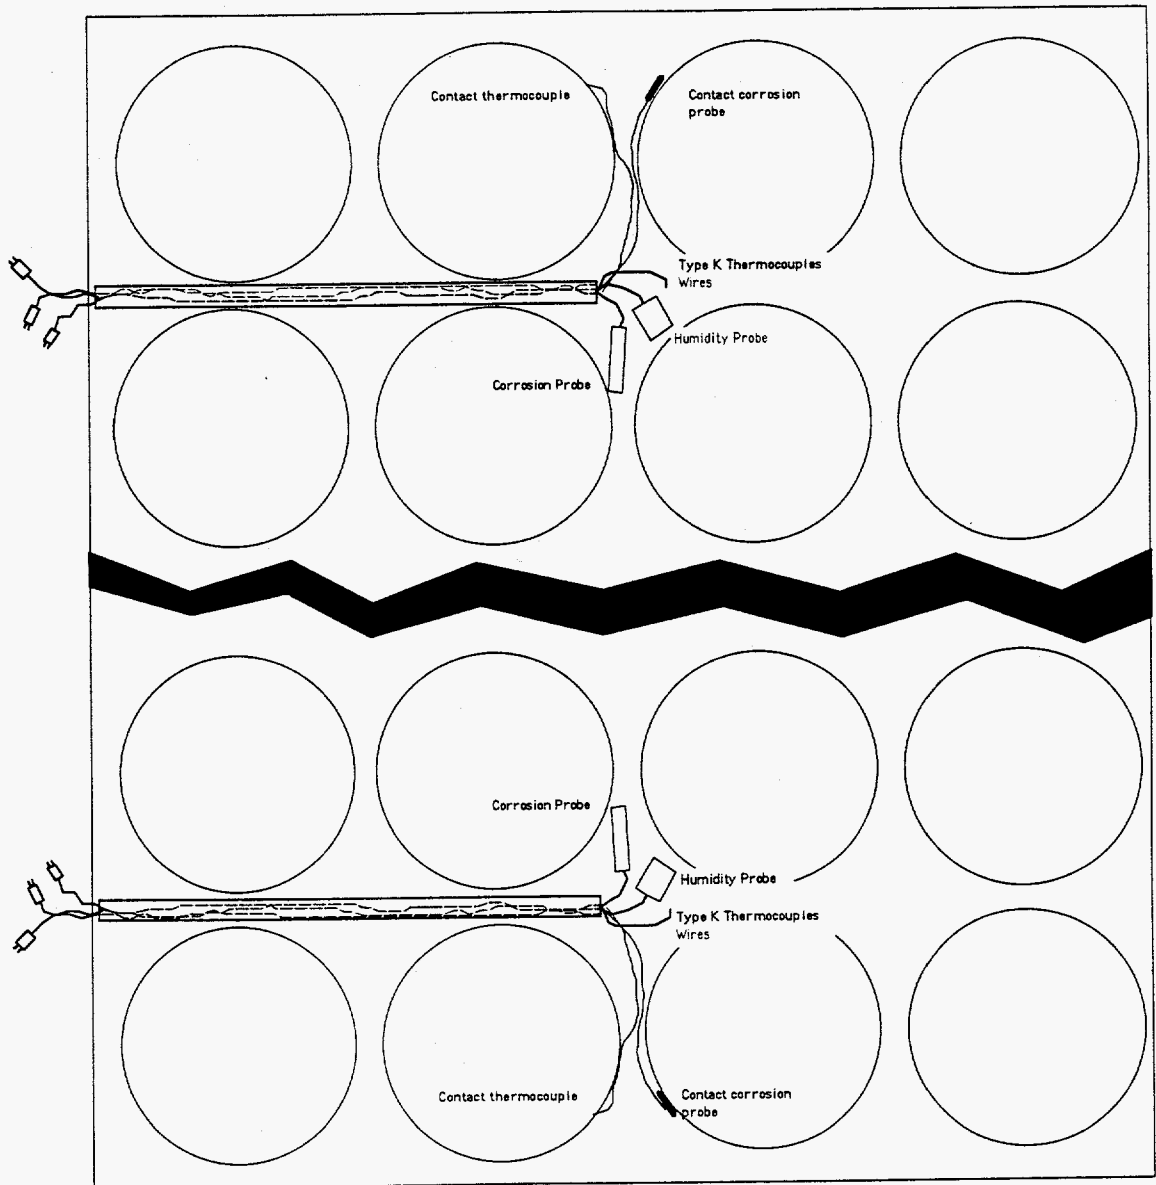 Contact thermocouple
Contact corrosion
probe
Type K Thermocouples
Wires
Humidity Probe
Corrosion Probe
Corrosion Probe
Humidity Probe
Type K Thermocouples
Wires
Contact thermocouple
Contact corrosion
probe